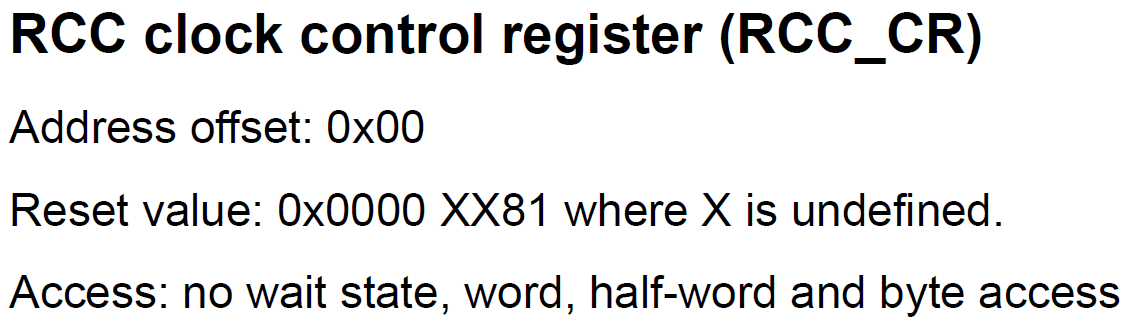 RCC clock control register (RCC_CR)
Address offset: 0x00
Reset value: 0x0000 XX81 where X is undefined.
Access: no wait state, word, half-word and byte access